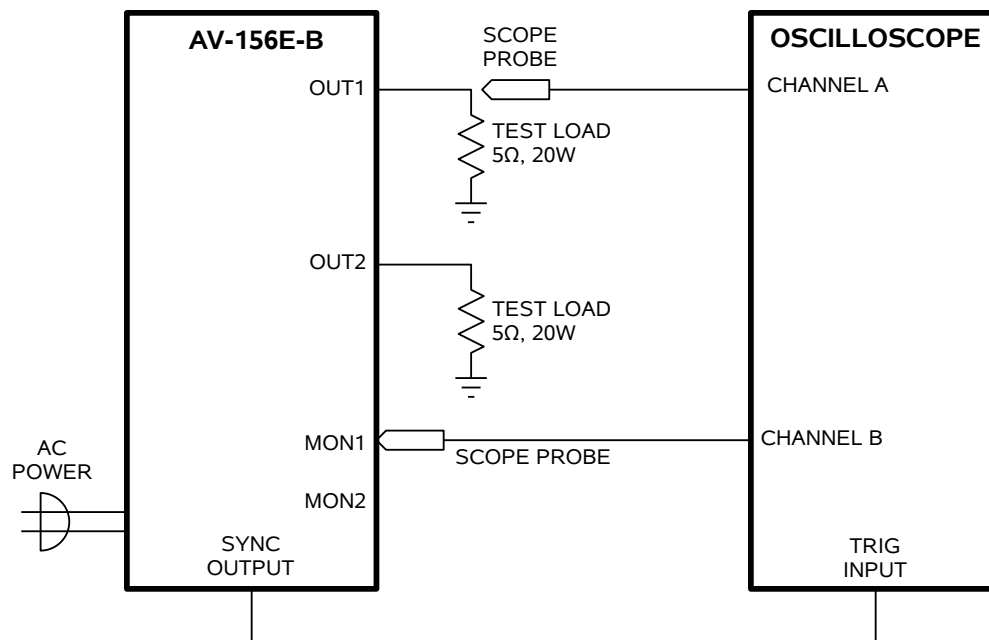 AV-156E-B
OUT1
SCOPE
PROBE
OSCILLOSCOPE
CHANNEL A
TEST LOAD
5Ω, 20W
OUT2
TEST LOAD
5Ω, 20W
MON1
SCOPE PROBE
CHANNEL B
MON2
AC
POWER
SYNC
OUTPUT
TRIG
INPUT